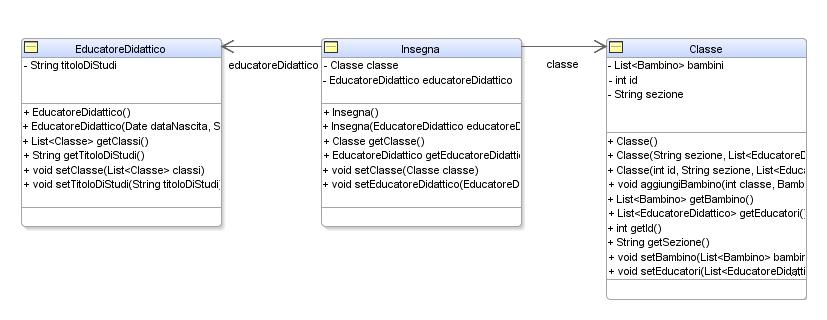 EducatoreDidattico
- String titoloDiStudi
+ EducatoreDidattico()
+ EducatoreDidattico(Date dataNascita, S
+ List<Classe> getClassi()
+ String getTitoloDiStudi()
+ void setClasse(List<Classe> classi)
+ void setTitoloDiStudi(String titoloDiStudi)
educatoreDidattico
Insegna
- Classe classe
- EducatoreDidattico educatoreDidattico
+ Insegna()
+ Insegna(EducatoreDidattico educatoreD
+ Classe getClasse()
+ EducatoreDidattico getEducatoreDidatti
+ void setClasse(Classe classe)
+ void setEducatoreDidattico(EducatoreD
classe
Classe
- List<Bambino> bambini
- int id
- String sezione
+ Classe()
+ Classe(String sezione, List<EducatoreD
+ Classe(int id, String sezione, List<Educ
+ void aggiungiBambino(int classe, Bamb
+ List<Bambino> getBambino()
+ List<EducatoreDidattico> getEducatori()
+ int getId()
+ String getSezione()
+ void setBambino(List<Bambino> bambin
+ void setEducatori(List<EducatoreDidatti